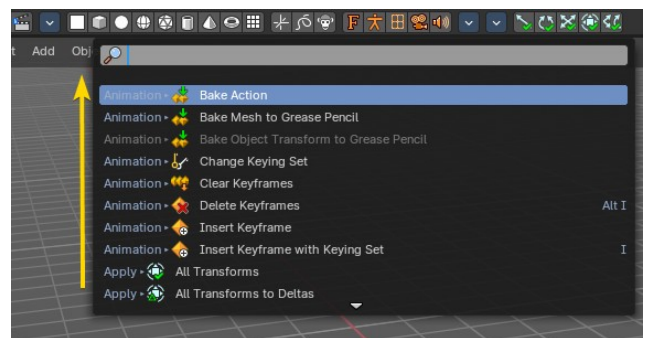 t Add Obj
Animation ▸ Bake Action
Animation ▸ Bake Mesh to Grease Pencil
Animation ▸ Bake Object Transform to Grease Pencil
Animation ▸ Change Keying Set
Animation ▸ Clear Keyframes
Animation ▸ Delete Keyframes Alt I
Animation ▸ Insert Keyframe
Animation ▸ Insert Keyframe with Keying Set I
Apply ▸ All Transforms
Apply ▸ All Transforms to Deltas